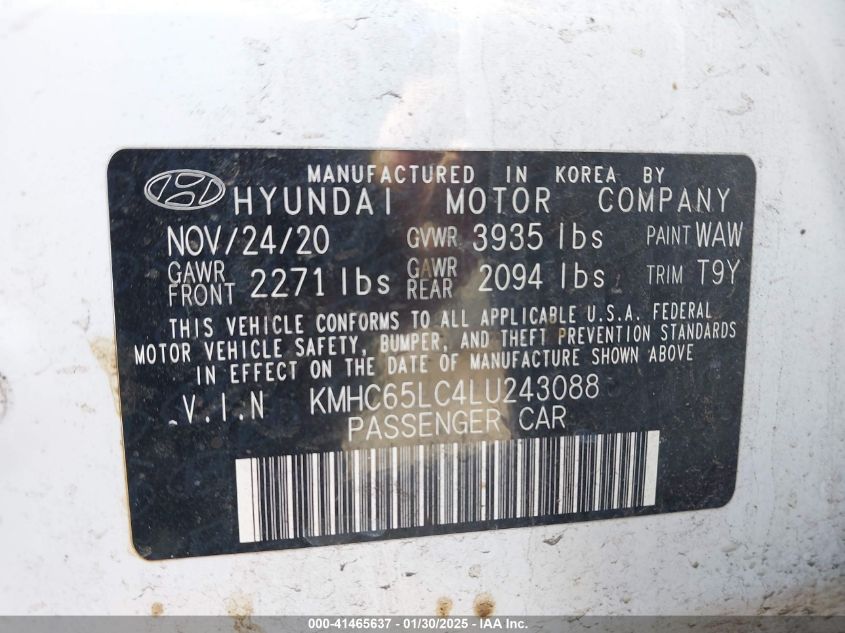 MANUFACTURED IN KOREA BY
HYUNDAI MOTOR COMPANY
NOV/24/20 GVWR 3935 lbs PAINT WAW
GAWR FRONT 2271 lbs GAWR REAR 2094 lbs TRIM T9Y
THIS VEHICLE CONFORMS TO ALL APPLICABLE U.S.A. FEDERAL
MOTOR VEHICLE SAFETY, BUMPER, AND THEFT PREVENTION STANDARDS
IN EFFECT ON THE DATE OF MANUFACTURE SHOWN ABOVE
.V.I.N KMHC65LC4LU243088
PASSENGER CAR
000-41465637 - 01/30/2025 - IAA Inc.